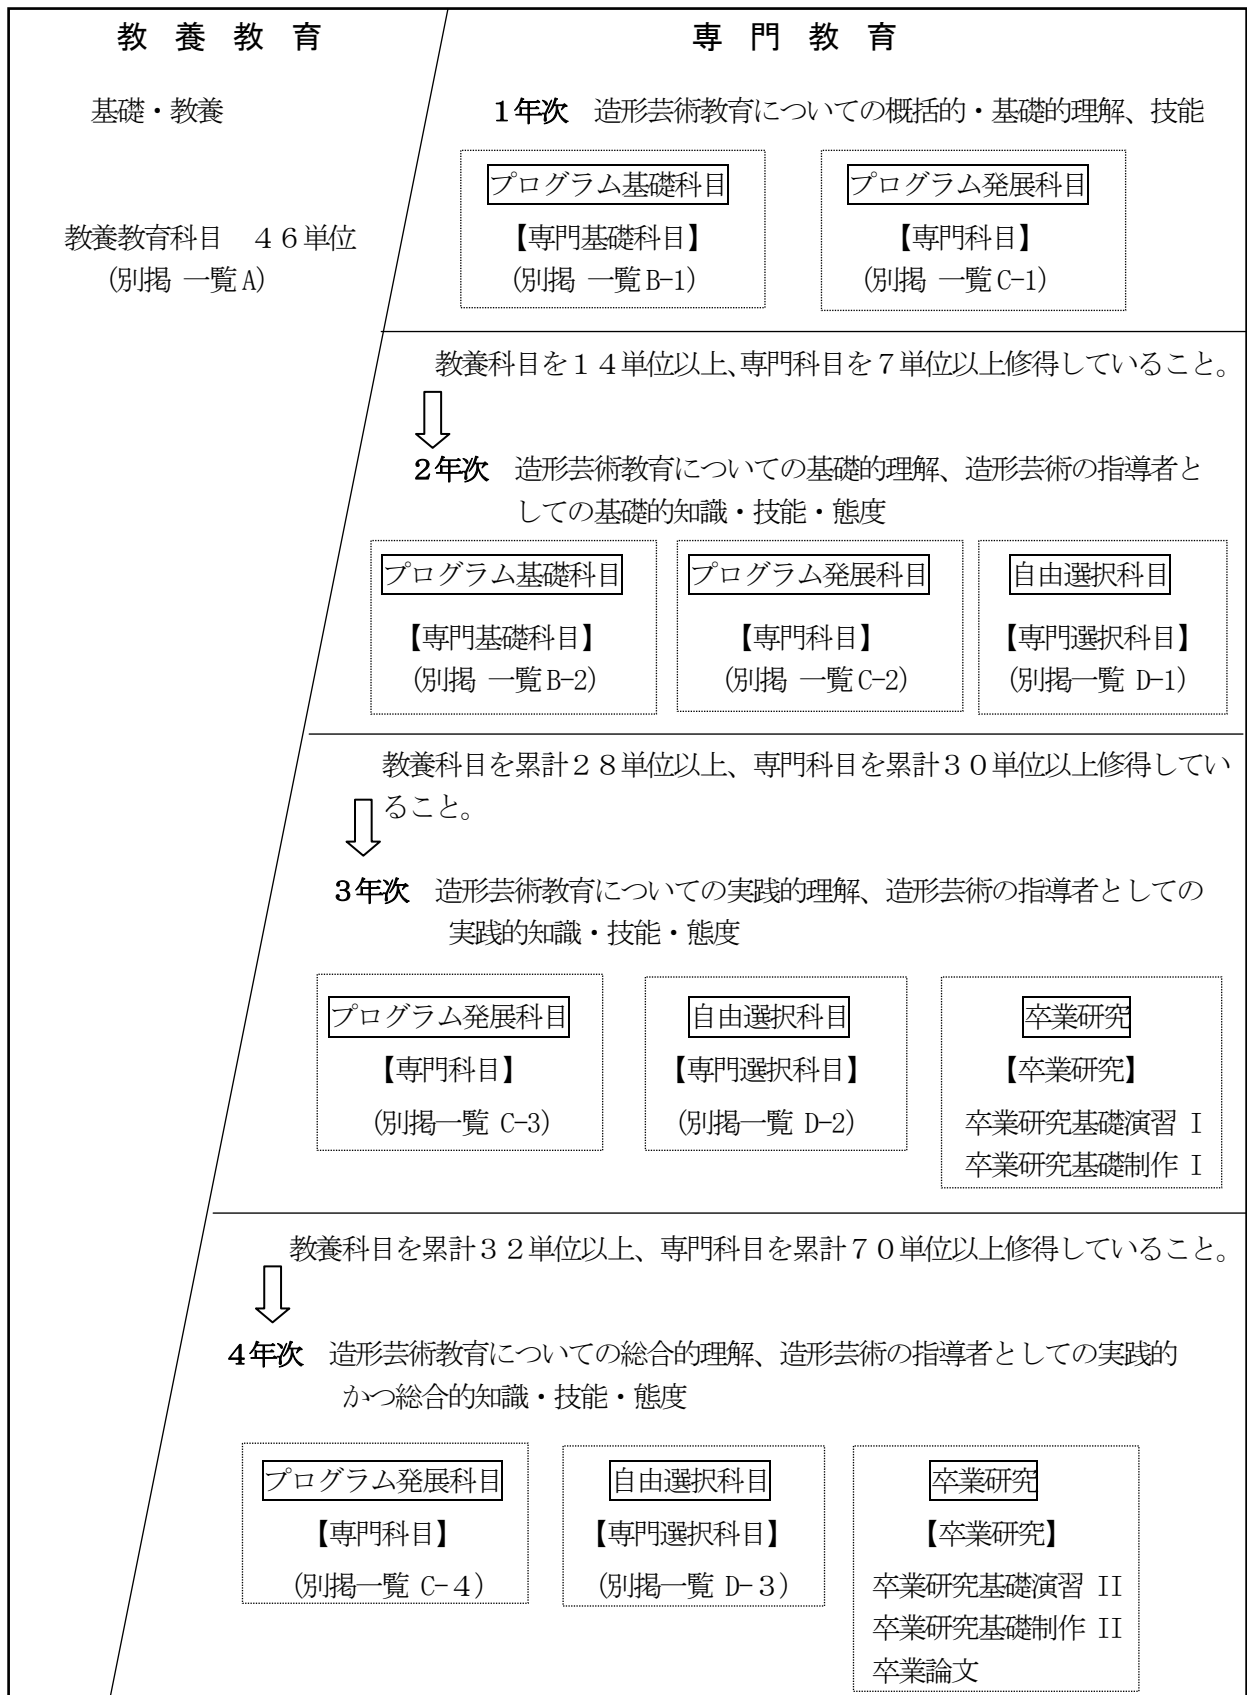 教養教育
専門教育
基礎・教養
教養教育科目　４６単位
(別掲 一覧 A)
１年次　造形芸術教育についての概括的・基礎的理解、技能
プログラム基礎科目
【専門基礎科目】
(別掲 一覧 B-1)
プログラム発展科目
【専門科目】
(別掲 一覧 C-1)
教養科目を１４単位以上、専門科目を７単位以上修得していること。
２年次　造形芸術教育についての基礎的理解、造形芸術の指導者と
しての基礎的知識・技能・態度
プログラム基礎科目
【専門基礎科目】
(別掲 一覧 B-2)
プログラム発展科目
【専門科目】
(別掲 一覧 C-2)
自由選択科目
【専門選択科目】
(別掲一覧 D-1)
教養科目を累計２８単位以上、専門科目を累計３０単位以上修得してい
ること。
３年次　造形芸術教育についての実践的理解、造形芸術の指導者としての
実践的知識・技能・態度
プログラム発展科目
【専門科目】
(別掲一覧 C-3)
自由選択科目
【専門選択科目】
(別掲一覧 D-2)
卒業研究
【卒業研究】
卒業研究基礎演習 I
卒業研究基礎制作 I
教養科目を累計３２単位以上、専門科目を累計７０単位以上修得していること。
４年次　造形芸術教育についての総合的理解、造形芸術の指導者としての実践的
かつ総合的知識・技能・態度
プログラム発展科目
【専門科目】
(別掲一覧 C-４)
自由選択科目
【専門選択科目】
(別掲一覧 D-３)
卒業研究
【卒業研究】
卒業研究基礎演習 II
卒業研究基礎制作 II
卒業論文